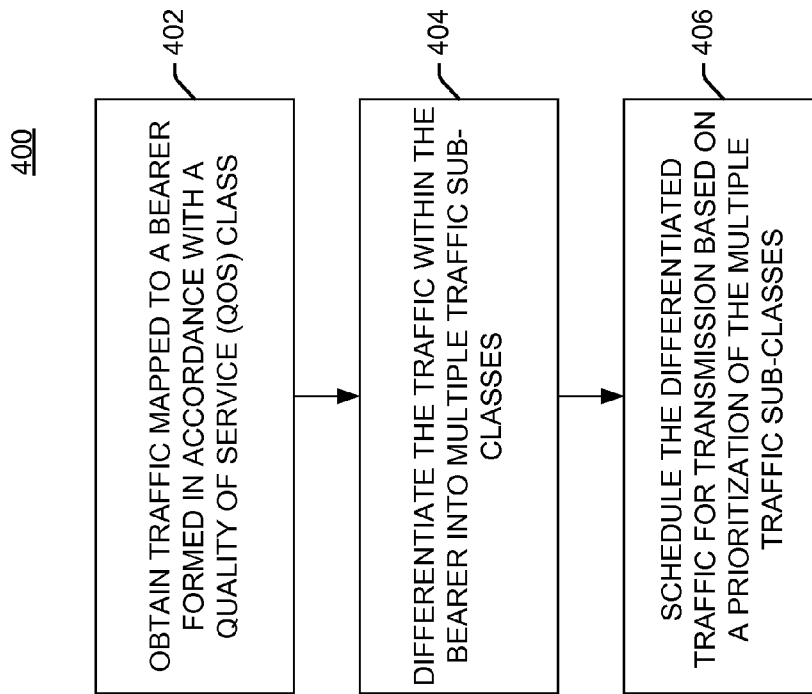 400
OBTAIN TRAFFIC MAPPED TO A BEARER
FORMED IN ACCORDANCE WITH A
QUALITY OF SERVICE (QOS) CLASS
402
DIFFERENTIATE THE TRAFFIC WITHIN THE
BEARER INTO MULTIPLE TRAFFIC SUB-
CLASSES
404
SCHEDULE THE DIFFERENTIATED
TRAFFIC FOR TRANSMISSION BASED ON
A PRIORITIZATION OF THE MULTIPLE
TRAFFIC SUB-CLASSES
406